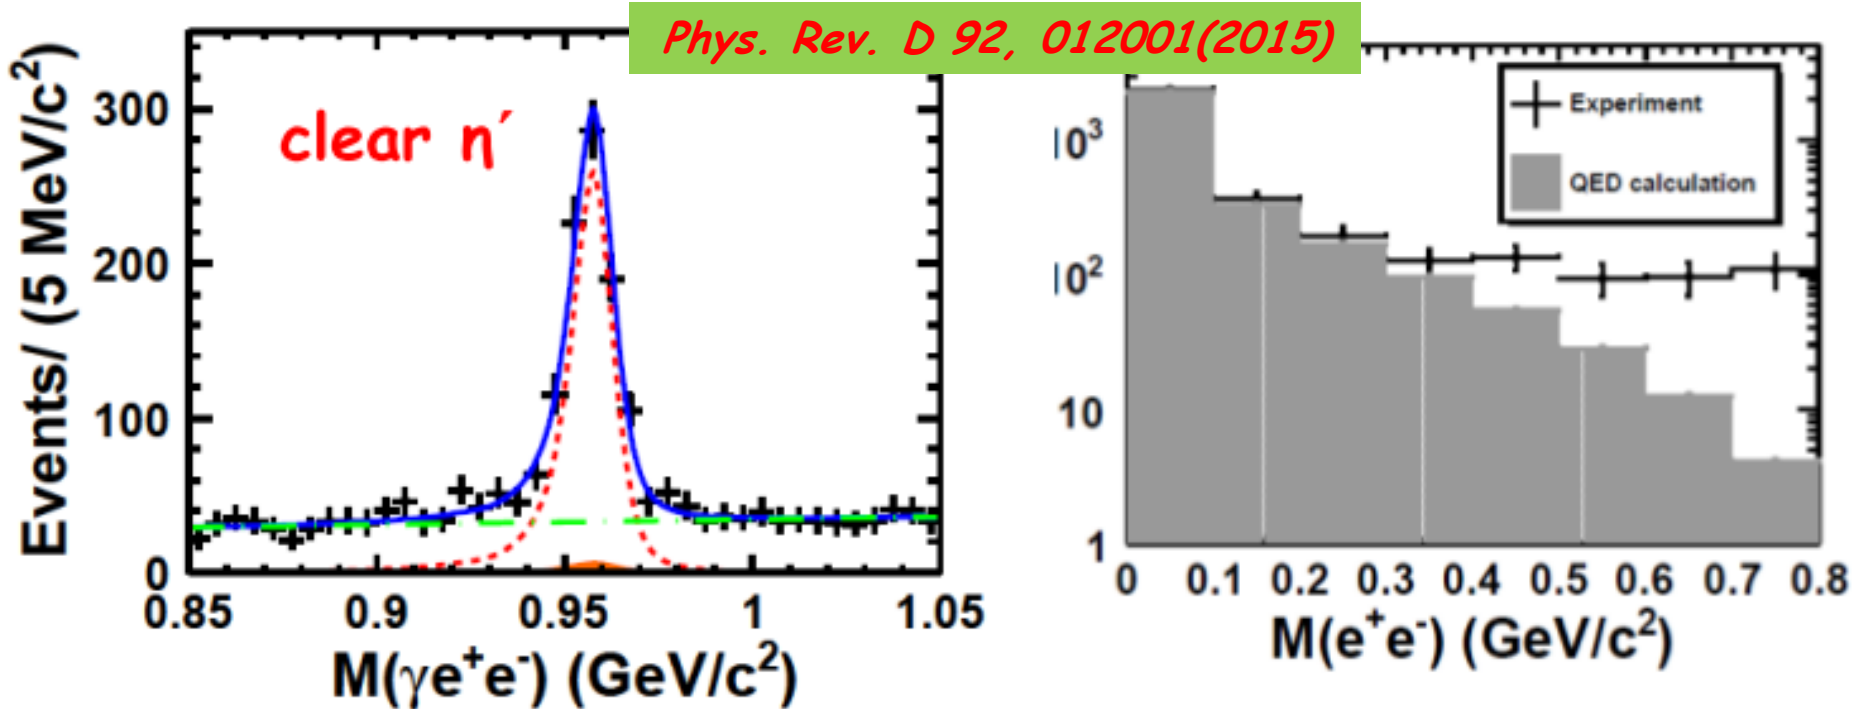 Phys. Rev. D 92, 012001(2015)
clear η′
Events/ (5 MeV/c²)
300
200
100
0
0.85 0.9 0.95 1 1.05
M(γe⁺e⁻) (GeV/c²)
Experiment
QED calculation
10³
10²
10
1
0 0.1 0.2 0.3 0.4 0.5 0.6 0.7 0.8
M(e⁺e⁻) (GeV/c²)